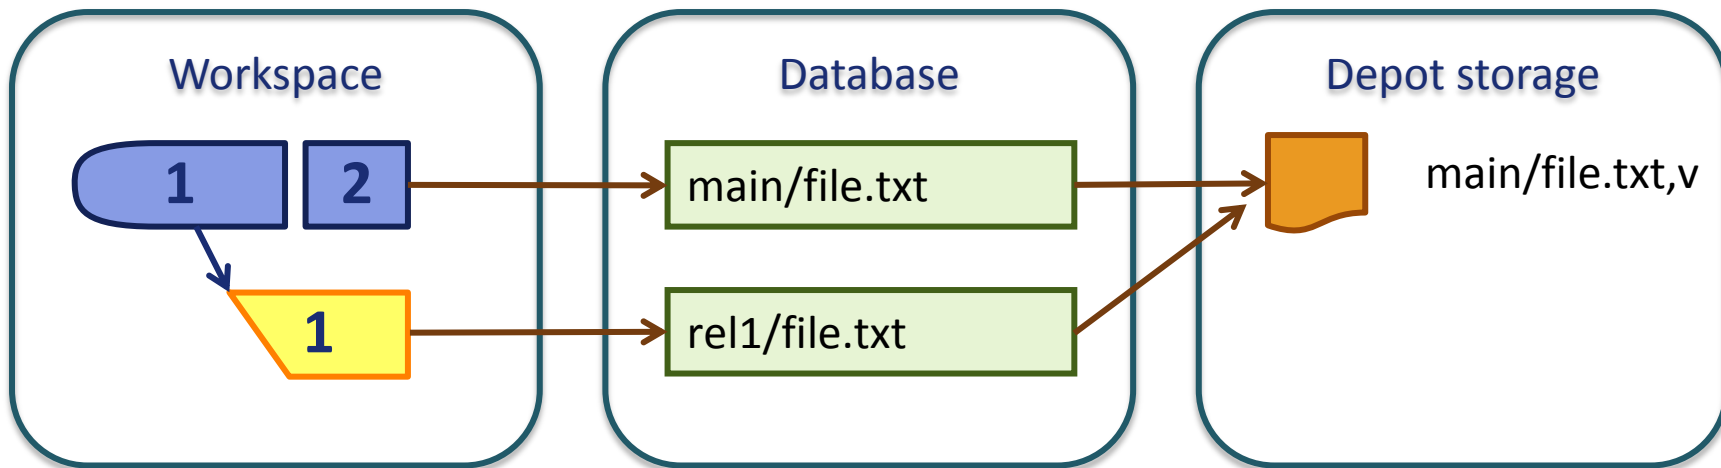 Workspace
Database
Depot storage
1
2
main/file.txt
main/file.txt,v
1
rel1/file.txt